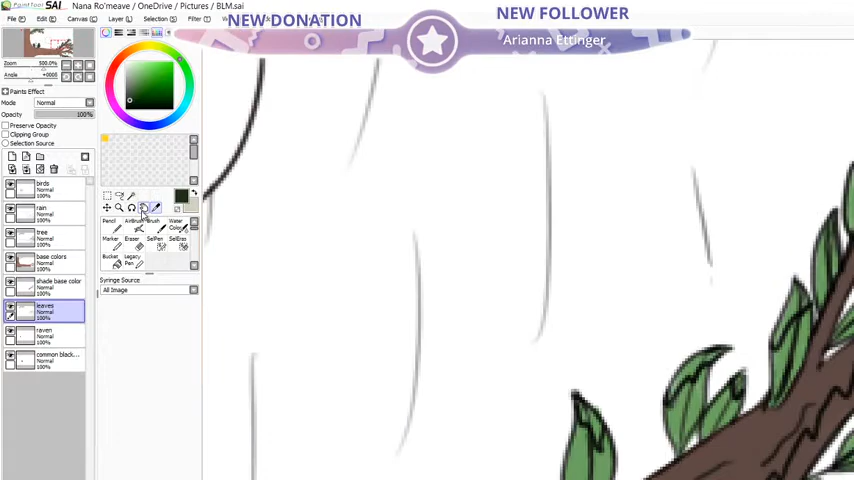 PaintTool SAI
Nana Ro'meave / OneDrive / Pictures / BLM.sai
File (F)
Edit (E)
Canvas (C)
Layer (L)
Selection (S)
NEW DONATION
NEW FOLLOWER
Arianna Ettinger
Zoom 500.0%
Angle +0000
Paints Effect
Mode Normal
Opacity 100%
Preserve Opacity
Clipping Group
Selection Source
birds
Normal
100%
rain
Normal
100%
tree
Normal
100%
base colors
Normal
100%
shade base color
Normal
100%
leaves
Normal
100%
raven
Normal
100%
common black...
Normal
100%
Pencil
AirBrush
Brush
Water Color
Marker
Eraser
SelPen
SelEras
Bucket
Legacy Pen
Syringe Source
All Image